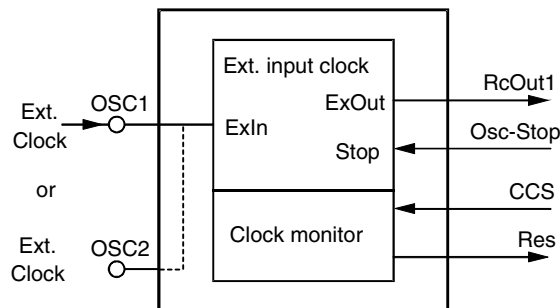 Ext. input clock
RcOut1
OSC1
ExOut
Ext.
Clock
ExIn
Osc-Stop
Stop
or
CCS
Clock monitor
Res
Ext.
Clock
OSC2